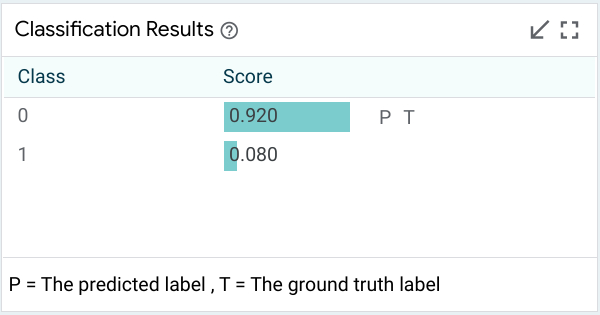 Classification Results ?
Class Score
0 0.920 P T
1 0.080
P = The predicted label , T = The ground truth label